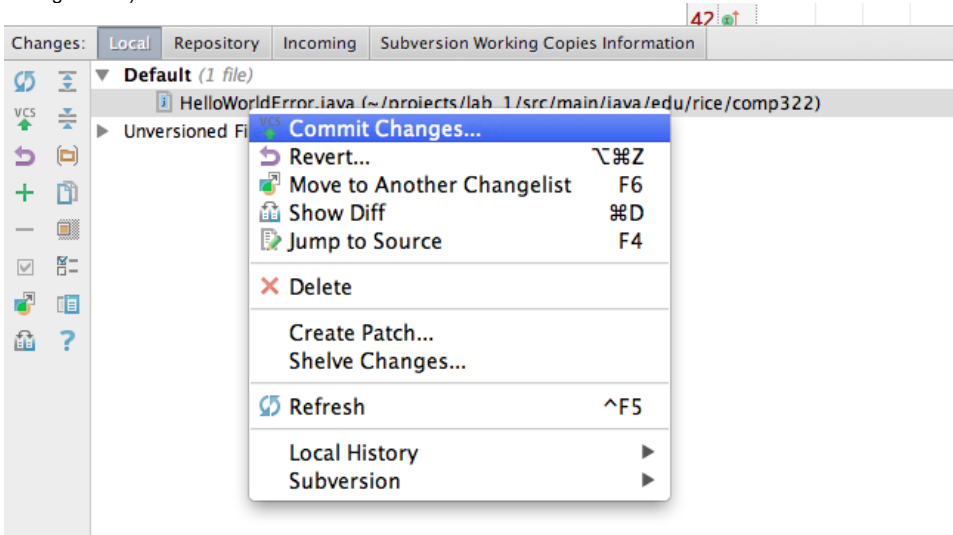 42
Changes: Local Repository Incoming Subversion Working Copies Information
Default (1 file)
HelloWorldError.java (~/projects/lab_1/src/main/java/edu/rice/comp322)
Unversioned Fi
VCS
VCS Commit Changes...
Revert... ⌥⌘Z
Move to Another Changelist F6
Show Diff ⌘D
Jump to Source F4
Delete
Create Patch...
Shelve Changes...
Refresh ^F5
Local History
Subversion